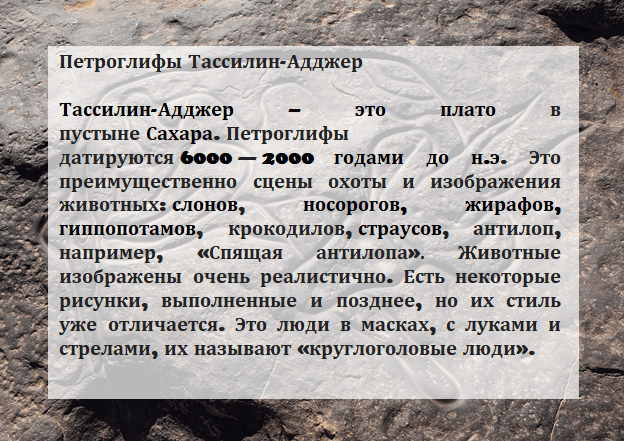 Петроглифы Тассилин-Адджер
Тассилин-Адджер – это плато в
пустыне Сахара. Петроглифы
датируются 6000 — 2000 годами до н.э. Это
преимущественно сцены охоты и изображения
животных: слонов, носорогов, жирафов,
гиппопотамов, крокодилов, страусов, антилоп,
например, «Спящая антилопа». Животные
изображены очень реалистично. Есть некоторые
рисунки, выполненные и позднее, но их стиль
уже отличается. Это люди в масках, с луками и
стрелами, их называют «круглоголовые люди».